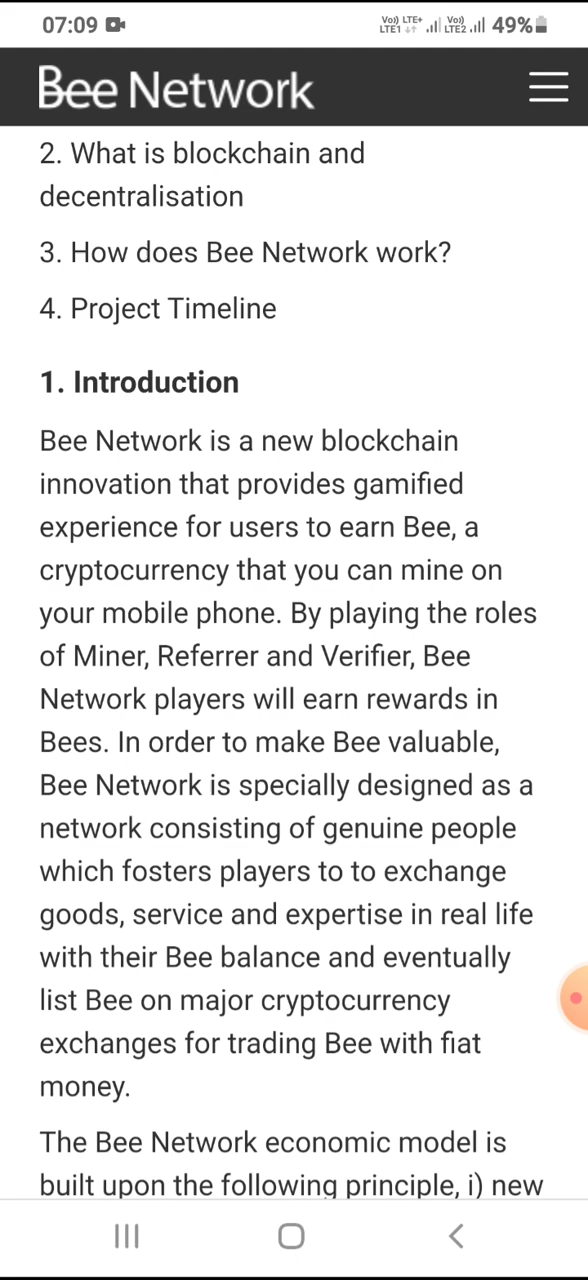 07:09 Vo)) LTE+ LTE1 Vo)) LTE2 49%
Bee Network
2. What is blockchain and
decentralisation
3. How does Bee Network work?
4. Project Timeline
1. Introduction
Bee Network is a new blockchain
innovation that provides gamified
experience for users to earn Bee, a
cryptocurrency that you can mine on
your mobile phone. By playing the roles
of Miner, Referrer and Verifier, Bee
Network players will earn rewards in
Bees. In order to make Bee valuable,
Bee Network is specially designed as a
network consisting of genuine people
which fosters players to to exchange
goods, service and expertise in real life
with their Bee balance and eventually
list Bee on major cryptocurrency
exchanges for trading Bee with fiat
money.
The Bee Network economic model is
built upon the following principle, i) new